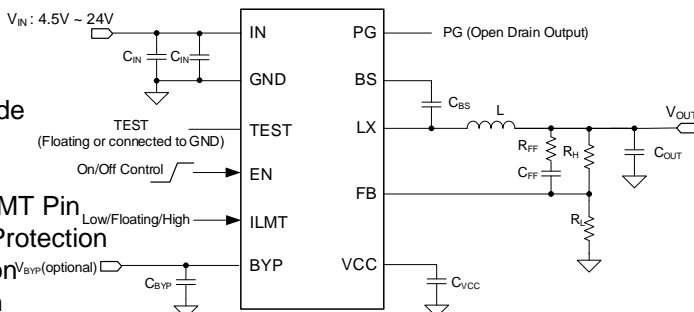 VIN : 4.5V ~ 24V
IN
PG
PG (Open Drain Output)
CIN
CIN
GND
BS
CBS
VOUT
de
TEST
(Floating or connected to GND)
TEST
LX
L
RFF
RH
COUT
On/Off Control
EN
CFF
FB
MT Pin
Low/Floating/High
ILMT
RL
Protection
on
VBYP(optional)
BYP
VCC
CBYP
CVCC